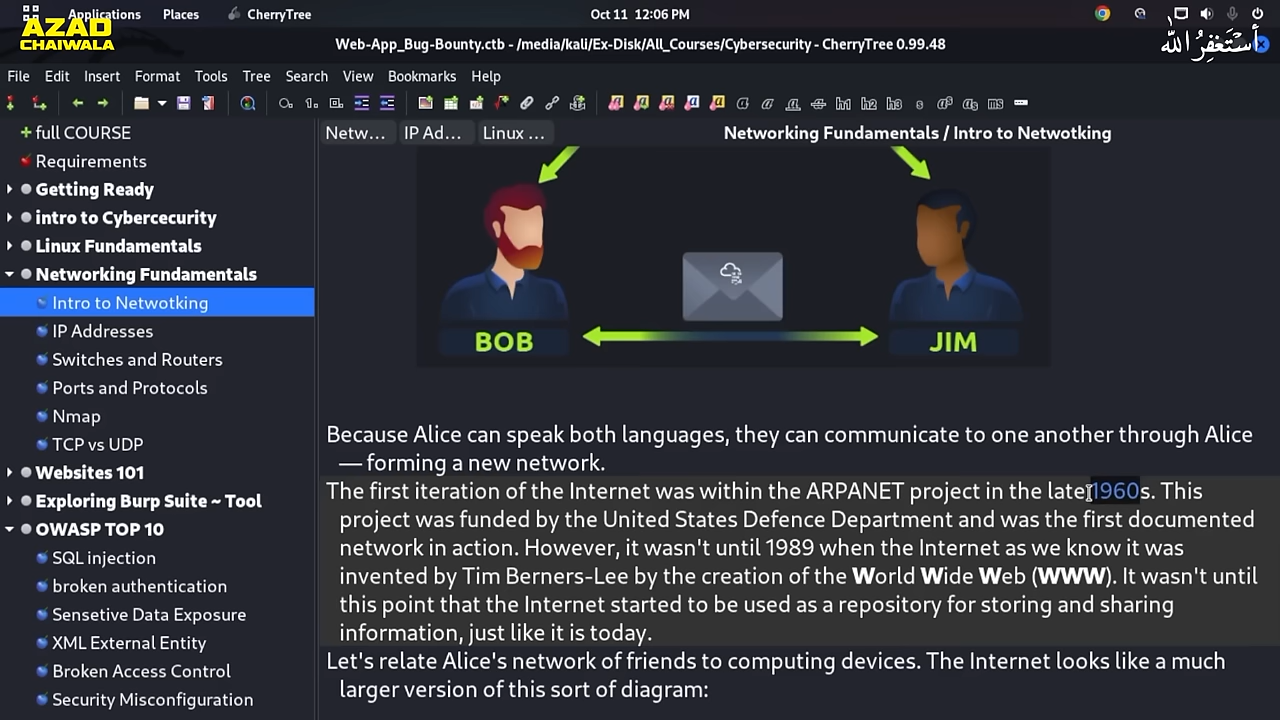 Applications Places CherryTree Oct 11 12:06 PM
AZAD
CHAIWALA
أستغفر الله
Web-App_Bug-Bounty.ctb - /media/kali/Ex-Disk/All_Courses/Cybersecurity - CherryTree 0.99.48
File Edit Insert Format Tools Tree Search View Bookmarks Help
h1 h2 h3 s
full COURSE
Requirements
Getting Ready
intro to Cybercecurity
Linux Fundamentals
Networking Fundamentals
Intro to Netwotking
IP Addresses
Switches and Routers
Ports and Protocols
Nmap
TCP vs UDP
Websites 101
Exploring Burp Suite ~ Tool
OWASP TOP 10
SQL injection
broken authentication
Sensetive Data Exposure
XML External Entity
Broken Access Control
Security Misconfiguration
Netw... IP Ad... Linux ... Networking Fundamentals / Intro to Netwotking
BOB JIM
Because Alice can speak both languages, they can communicate to one another through Alice
— forming a new network.
The first iteration of the Internet was within the ARPANET project in the late 1960s. This
project was funded by the United States Defence Department and was the first documented
network in action. However, it wasn't until 1989 when the Internet as we know it was
invented by Tim Berners-Lee by the creation of the World Wide Web (WWW). It wasn't until
this point that the Internet started to be used as a repository for storing and sharing
information, just like it is today.
Let's relate Alice's network of friends to computing devices. The Internet looks like a much
larger version of this sort of diagram: